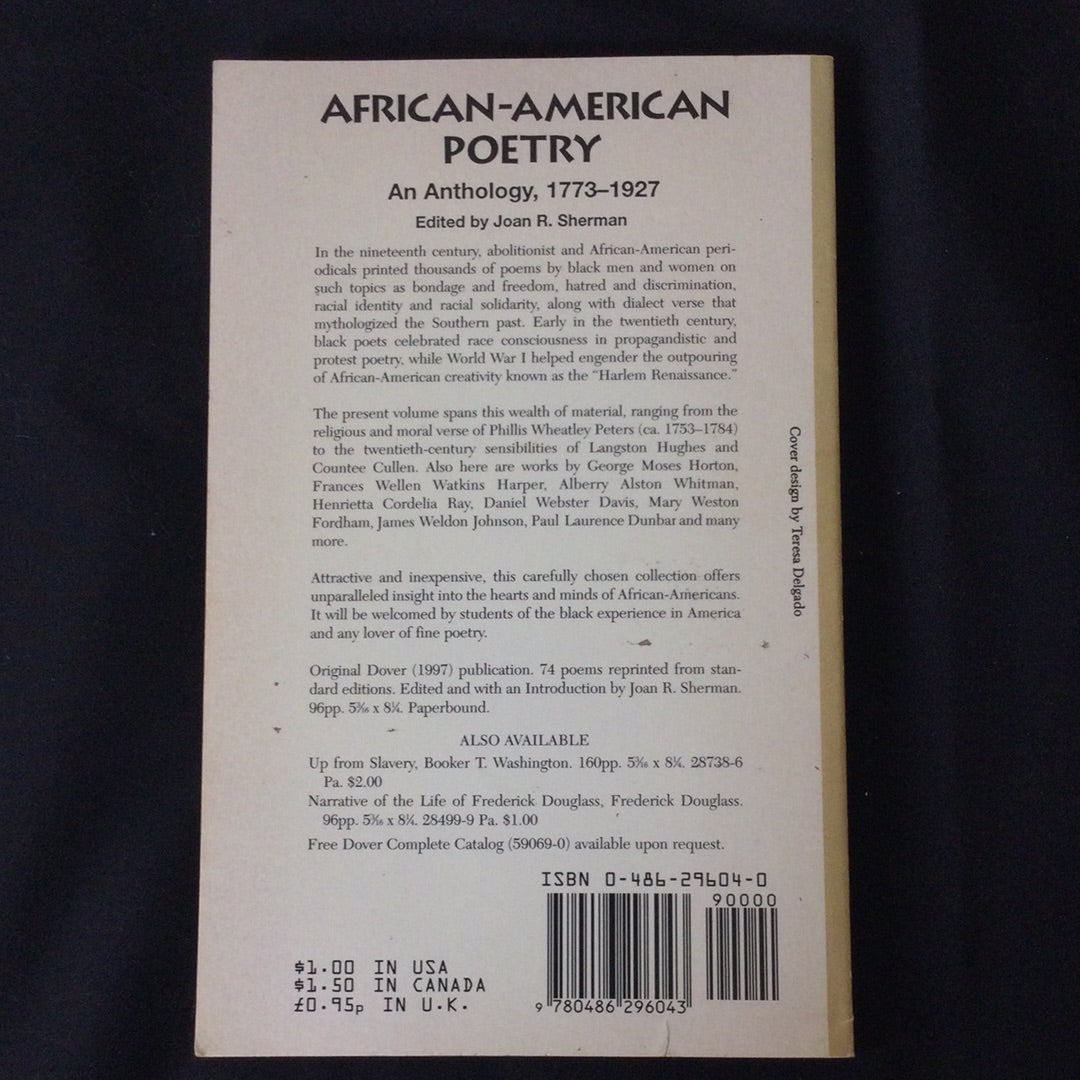 AFRICAN-AMERICAN
POETRY
An Anthology, 1773–1927
Edited by Joan R. Sherman
In the nineteenth century, abolitionist and African-American peri-
odicals printed thousands of poems by black men and women on
such topics as bondage and freedom, hatred and discrimination,
racial identity and racial solidarity, along with dialect verse that
mythologized the Southern past. Early in the twentieth century,
black poets celebrated race consciousness in propagandistic and
protest poetry, while World War I helped engender the outpouring
of African-American creativity known as the “Harlem Renaissance.”
The present volume spans this wealth of material, ranging from the
religious and moral verse of Phillis Wheatley Peters (ca. 1753–1784)
to the twentieth-century sensibilities of Langston Hughes and
Countee Cullen. Also here are works by George Moses Horton,
Frances Wellen Watkins Harper, Alberry Alston Whitman,
Henrietta Cordelia Ray, Daniel Webster Davis, Mary Weston
Fordham, James Weldon Johnson, Paul Laurence Dunbar and many
more.
Attractive and inexpensive, this carefully chosen collection offers
unparalleled insight into the hearts and minds of African-Americans.
It will be welcomed by students of the black experience in America
and any lover of fine poetry.
Original Dover (1997) publication. 74 poems reprinted from stan-
dard editions. Edited and with an Introduction by Joan R. Sherman.
96pp. 5³⁄₁₆ x 8¼. Paperbound.
ALSO AVAILABLE
Up from Slavery, Booker T. Washington. 160pp. 5³⁄₁₆ x 8¼. 28738-6
Pa. $2.00
Narrative of the Life of Frederick Douglass, Frederick Douglass.
96pp. 5³⁄₁₆ x 8¼. 28499-9 Pa. $1.00
Free Dover Complete Catalog (59069-0) available upon request.
Cover design by Teresa Delgado
ISBN 0-486-29604-0
90000
$1.00 IN USA
$1.50 IN CANADA
£0.95p IN U.K.
9 780486 296043